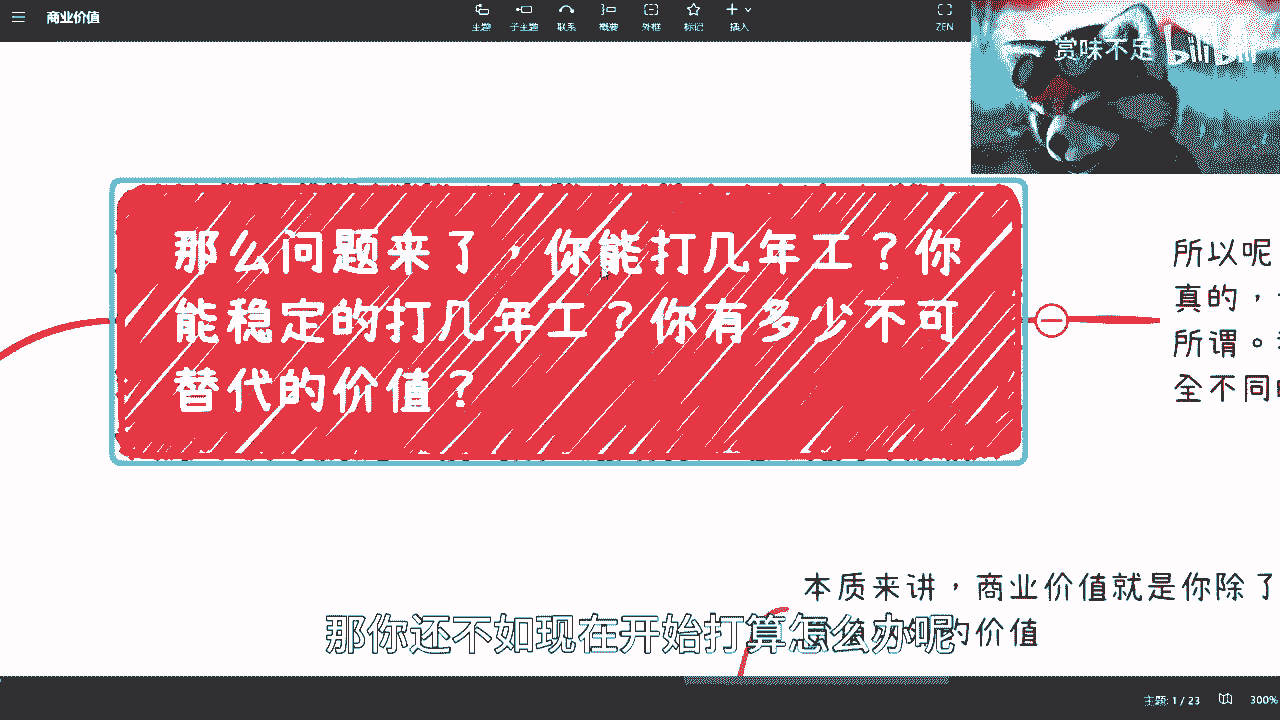 商业价值
主题 子主题 联系 概要 外框 标记 插入 ZEN
赏味不足 bilibili
那么问题来了，你能打几年工？你
能稳定的打几年工？你有多少不可
替代的价值？
所以呢
真的，
所谓。
全不同
本质来讲，商业价值就是你除了
的价值
那你还不如现在开始打算怎么办呢
主题: 1 / 23 300%